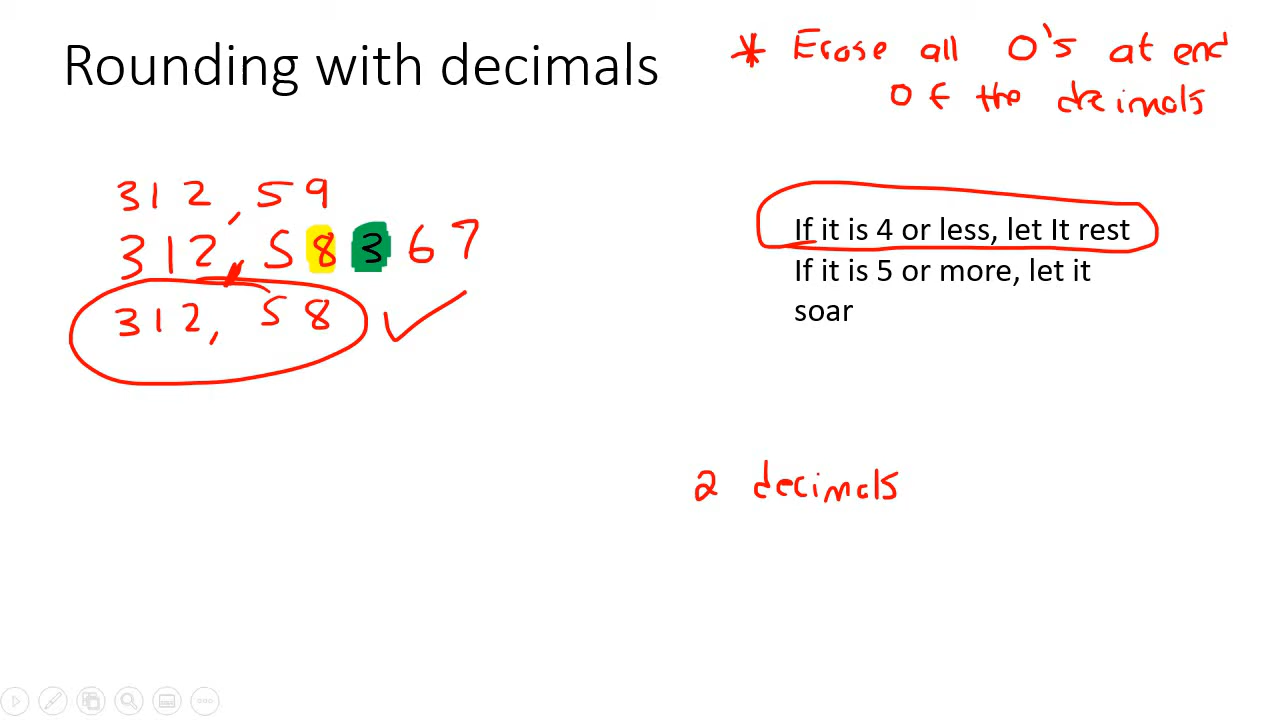 Rounding with decimals
* Erase all 0's at end
of the decimals
312,59
312,58367
312,58
If it is 4 or less, let It rest
If it is 5 or more, let it
soar
2 decimals